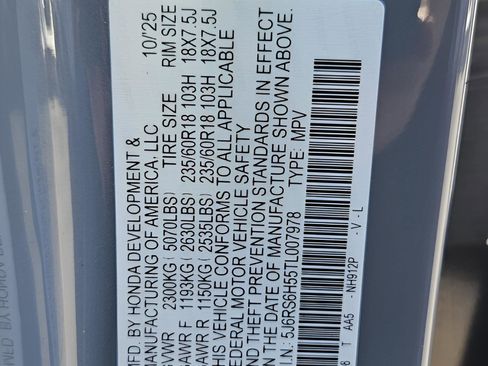 MFD. BY HONDA DEVELOPMENT & 10/'25
MANUFACTURING OF AMERICA, LLC
GVWR 2300KG ( 5070LBS) TIRE SIZE RIM SIZE
GAWR F 1193KG ( 2630LBS) 235/60R18 103H 18X7.5J
GAWR R 1150KG ( 2535LBS) 235/60R18 103H 18X7.5J
THIS VEHICLE CONFORMS TO ALL APPLICABLE
FEDERAL MOTOR VEHICLE SAFETY
AND THEFT PREVENTION STANDARDS IN EFFECT
ON THE DATE OF MANUFACTURE SHOWN ABOVE.
V.I.N.: 5J6RS6H55TL007978 TYPE: MPV
T AA5 -NH912P -V-L